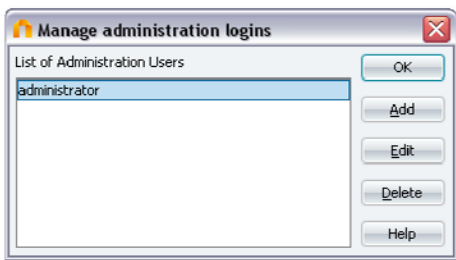 Manage administration logins
List of Administration Users
administrator
OK
Add
Edit
Delete
Help